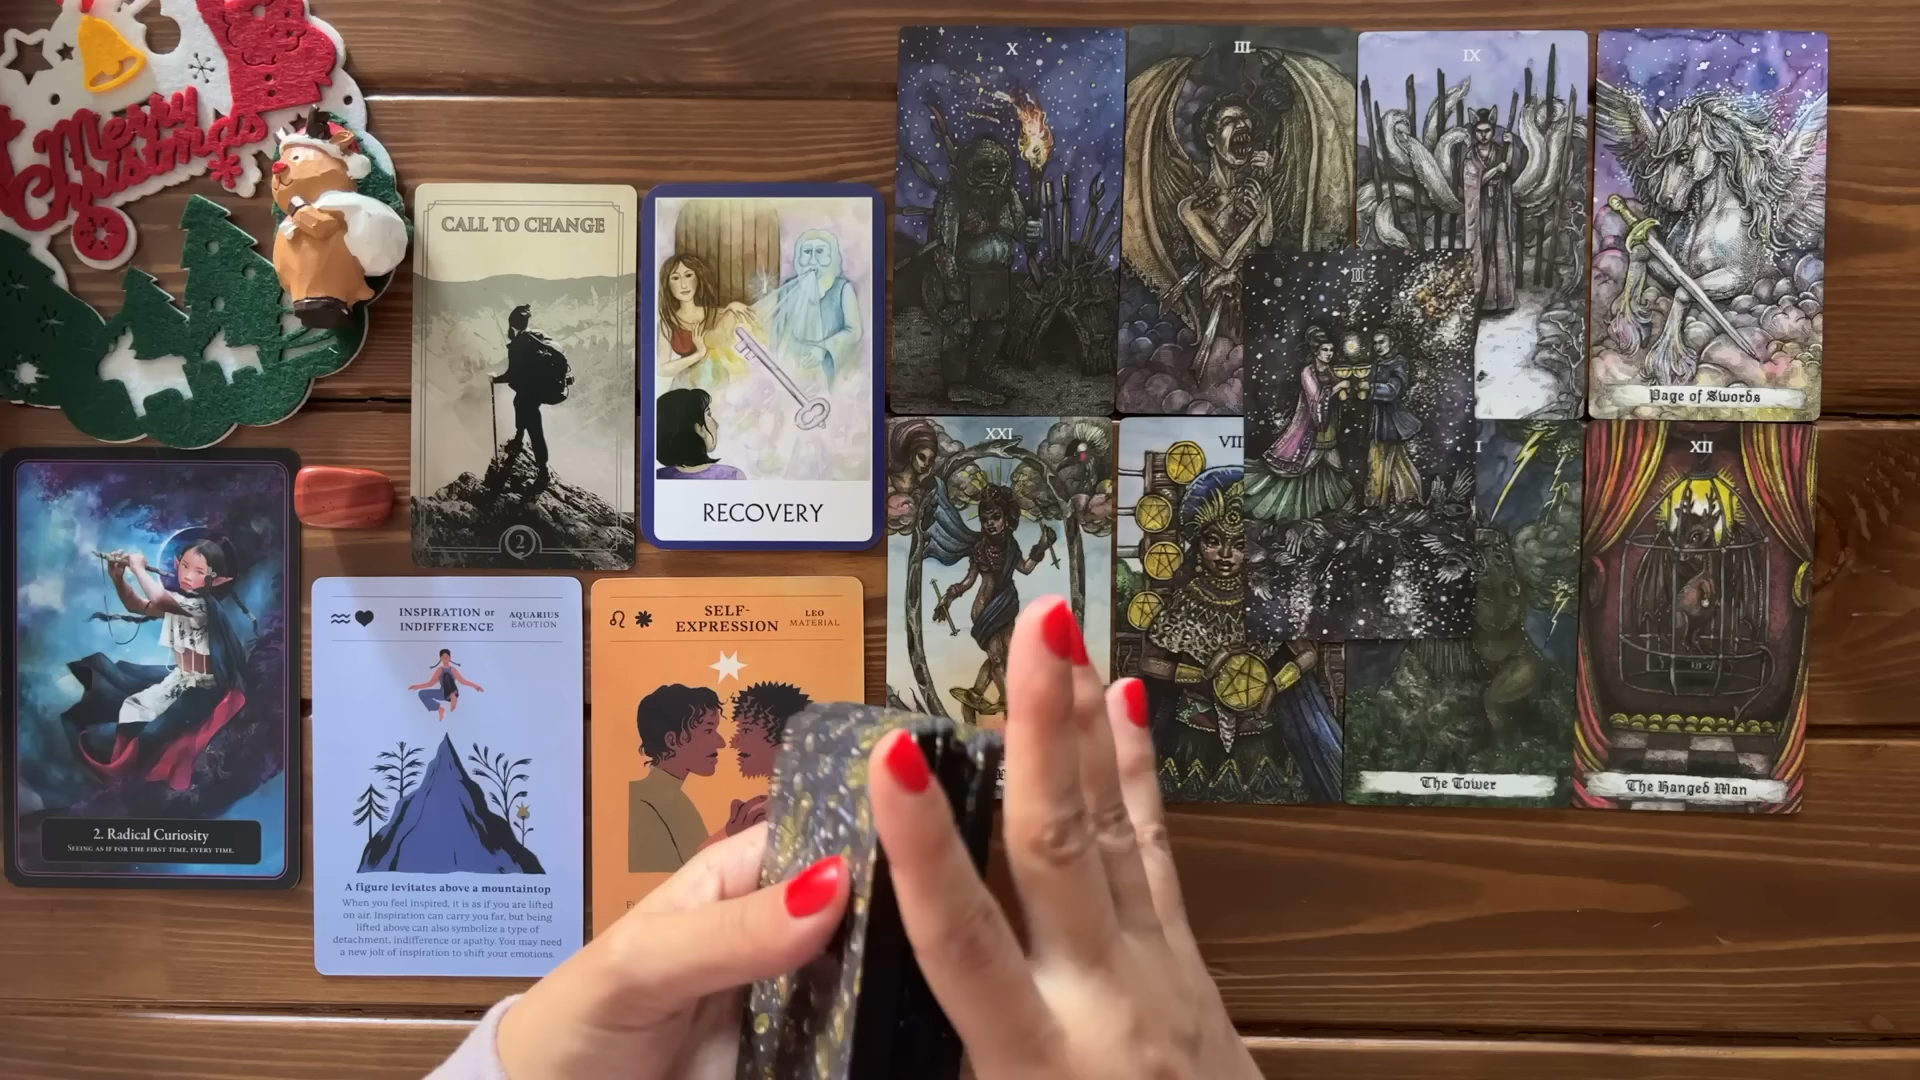 Merry
Christmas
CALL TO CHANGE
2
RECOVERY
X
III
IX
Page of Swords
II
XXI
VII
I
The Tower
XII
The Hanged Man
2. Radical Curiosity
SEEING AS IF FOR THE FIRST TIME, EVERY TIME.
INSPIRATION or
INDIFFERENCE
AQUARIUS
EMOTION
A figure levitates above a mountaintop
When you feel inspired, it is as if you are lifted
on air. Inspiration can carry you far, but being
lifted above can also symbolize a type of
detachment, indifference or apathy. You may need
a new jolt of inspiration to shift your emotions.
SELF-
EXPRESSION
LEO
MATERIAL